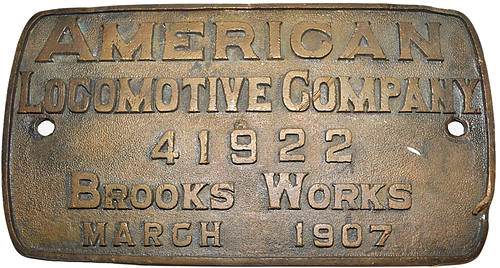 AMERICAN
LOCOMOTIVE COMPANY
41922
BROOKS WORKS
MARCH 1907